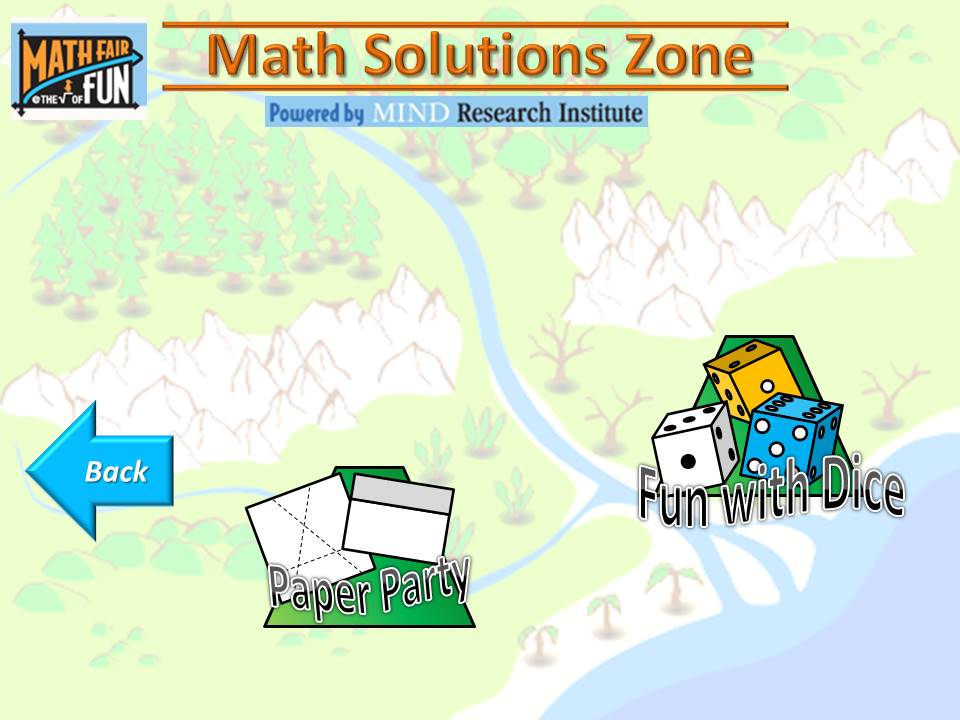 MATH FAIR
FUN
@ THE √1 OF
Math Solutions Zone
Powered by MIND Research Institute
Back
Paper Party
Fun with Dice